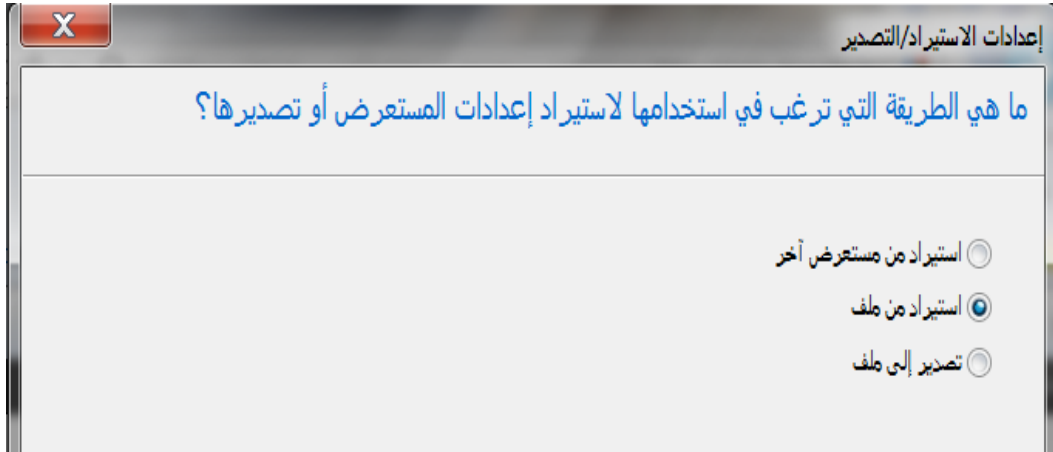 إعدادات الاستيراد/التصدير
ما هي الطريقة التي ترغب في استخدامها لاستيراد إعدادات المستعرض أو تصديرها؟
استيراد من مستعرض آخر
استيراد من ملف
تصدير إلى ملف